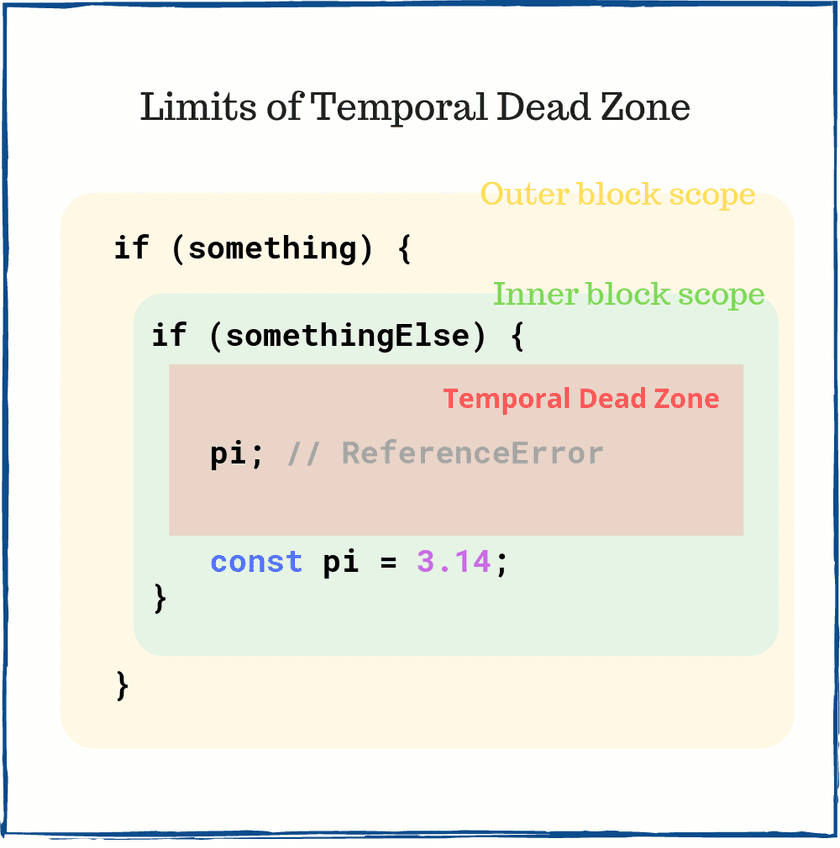 Limits of Temporal Dead Zone
Outer block scope
if (something) {
Inner block scope
if (somethingElse) {
Temporal Dead Zone
pi; // ReferenceError
const pi = 3.14;
}
}